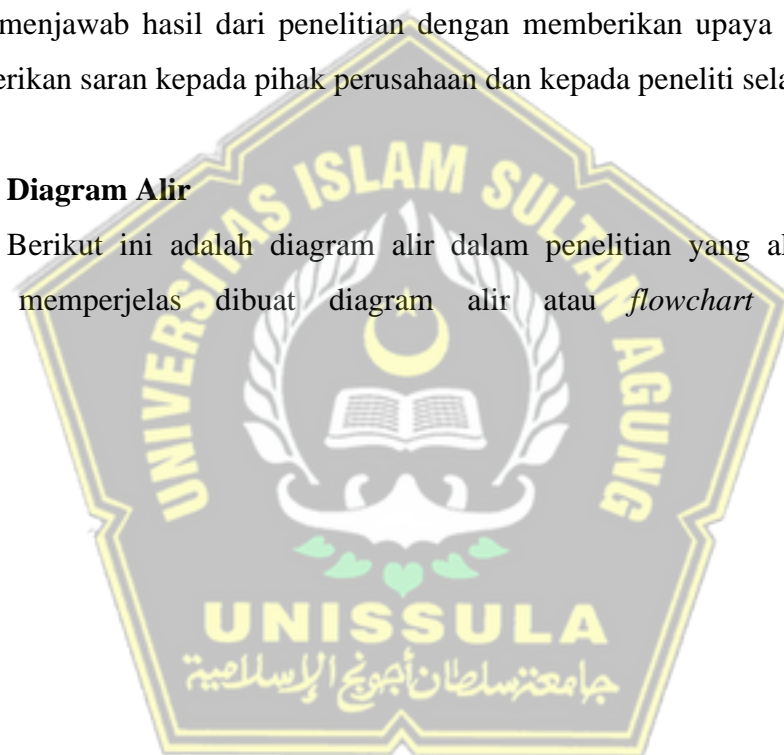 menjawab hasil dari penelitian dengan memberikan upaya
erikan saran kepada pihak perusahaan dan kepada peneliti sela
Diagram Alir
Berikut ini adalah diagram alir dalam penelitian yang al
memperjelas dibuat diagram alir atau flowchart
UNIVERSITAS ISLAM SULTAN AGUNG
UNISSULA
جامعة سلطان أجونج الإسلامية